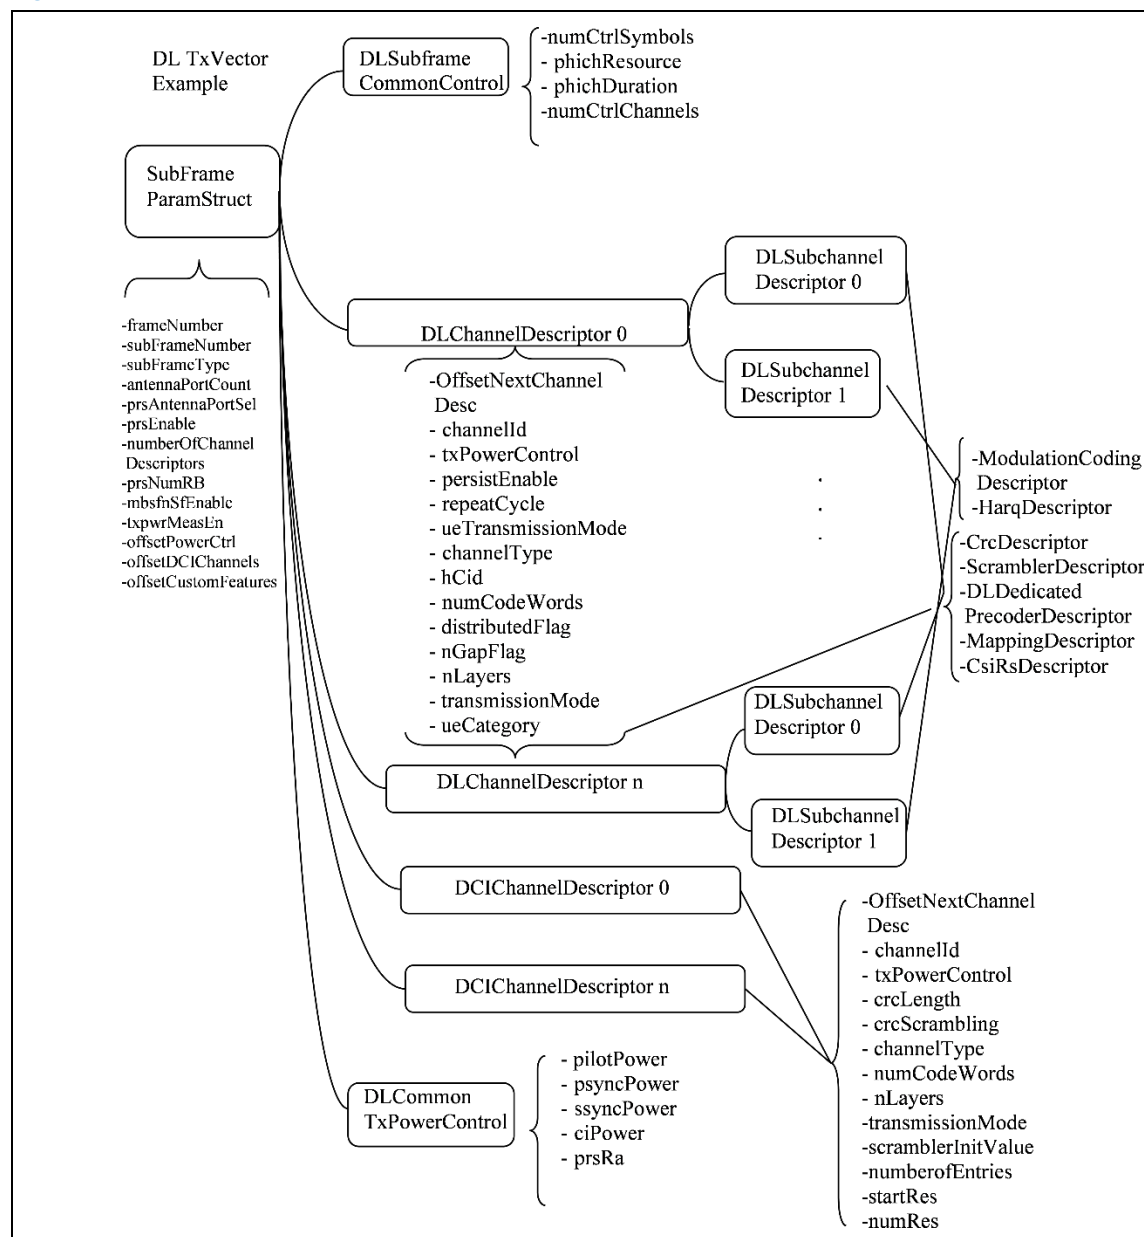 DL TxVector
Example
DLSubframe
CommonControl
-numCtrlSymbols
- phichResource
- phichDuration
-numCtrlChannels
SubFrame
ParamStruct
-frameNumber
-subFrameNumber
-subFrameType
-antennaPortCount
-prsAntennaPortSel
-prsEnable
-numberOfChannel
Descriptors
-prsNumRB
-mbsfnSfEnable
-txpwrMeasEn
-offsetPowerCtrl
-offsetDCIChannels
-offsetCustomFeatures
DLChannelDescriptor 0
-OffsetNextChannel
Desc
- channelId
- txPowerControl
- persistEnable
- repeatCycle
- ueTransmissionMode
- channelType
- hCid
- numCodeWords
- distributedFlag
- nGapFlag
- nLayers
- transmissionMode
- ueCategory
DLSubchannel
Descriptor 0
DLSubchannel
Descriptor 1
.
.
.
-ModulationCoding
Descriptor
-HarqDescriptor
-CrcDescriptor
-ScramblerDescriptor
-DLDedicated
PrecoderDescriptor
-MappingDescriptor
-CsiRsDescriptor
DLChannelDescriptor n
DLSubchannel
Descriptor 0
DLSubchannel
Descriptor 1
DCIChannelDescriptor 0
DCIChannelDescriptor n
-OffsetNextChannel
Desc
- channelId
- txPowerControl
- crcLength
- crcScrambling
- channelType
- numCodeWords
- nLayers
-transmissionMode
-scramblerInitValue
-numberofEntries
-startRes
-numRes
DLCommon
TxPowerControl
- pilotPower
- psyncPower
- ssyncPower
- ciPower
- prsRa